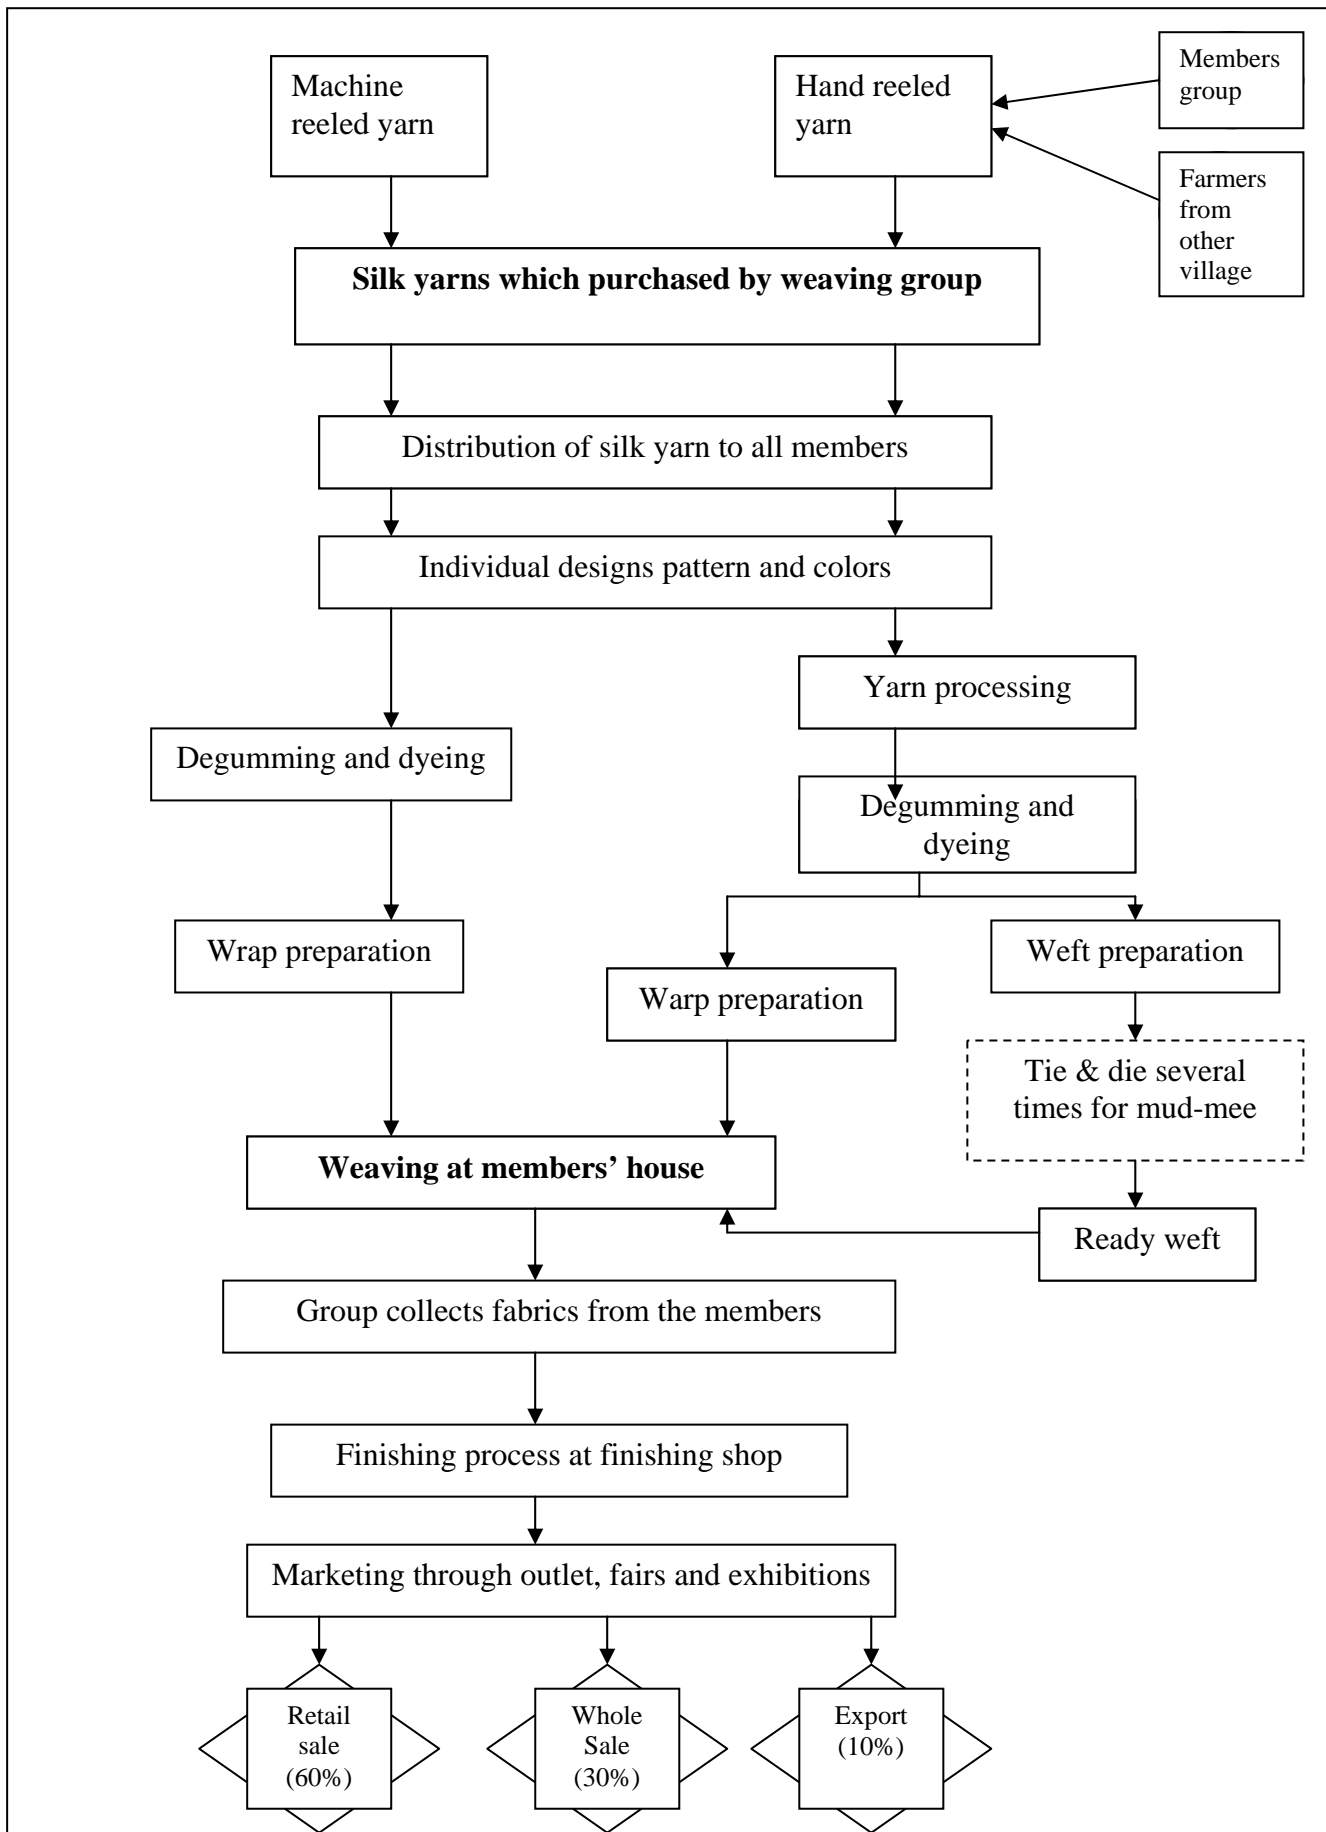 Machine
reeled yarn
Hand reeled
yarn
Members
group
Farmers
from
other
village
Silk yarns which purchased by weaving group
Distribution of silk yarn to all members
Individual designs pattern and colors
Yarn processing
Degumming and dyeing
Degumming and
dyeing
Wrap preparation
Weft preparation
Warp preparation
Tie & die several
times for mud-mee
Weaving at members’ house
Ready weft
Group collects fabrics from the members
Finishing process at finishing shop
Marketing through outlet, fairs and exhibitions
Retail
sale
(60%)
Whole
Sale
(30%)
Export
(10%)